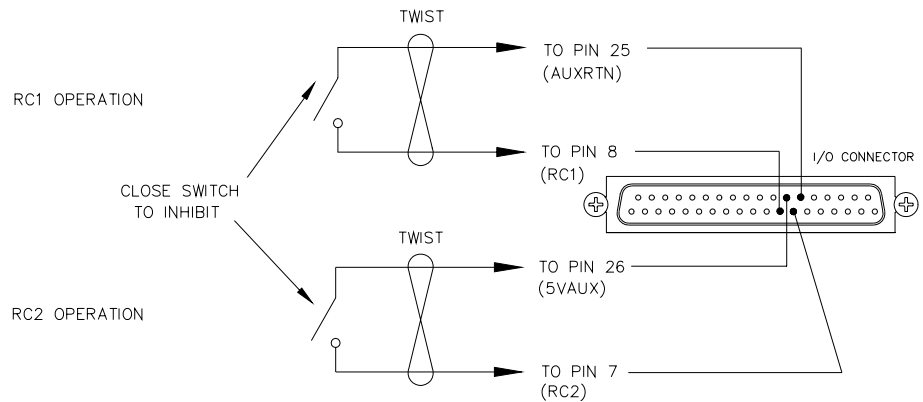 TWIST
TO PIN 25
(AUXRTN)
RC1 OPERATION
TO PIN 8
(RC1)
I/O CONNECTOR
CLOSE SWITCH
TO INHIBIT
TWIST
TO PIN 26
(5VAUX)
RC2 OPERATION
TO PIN 7
(RC2)